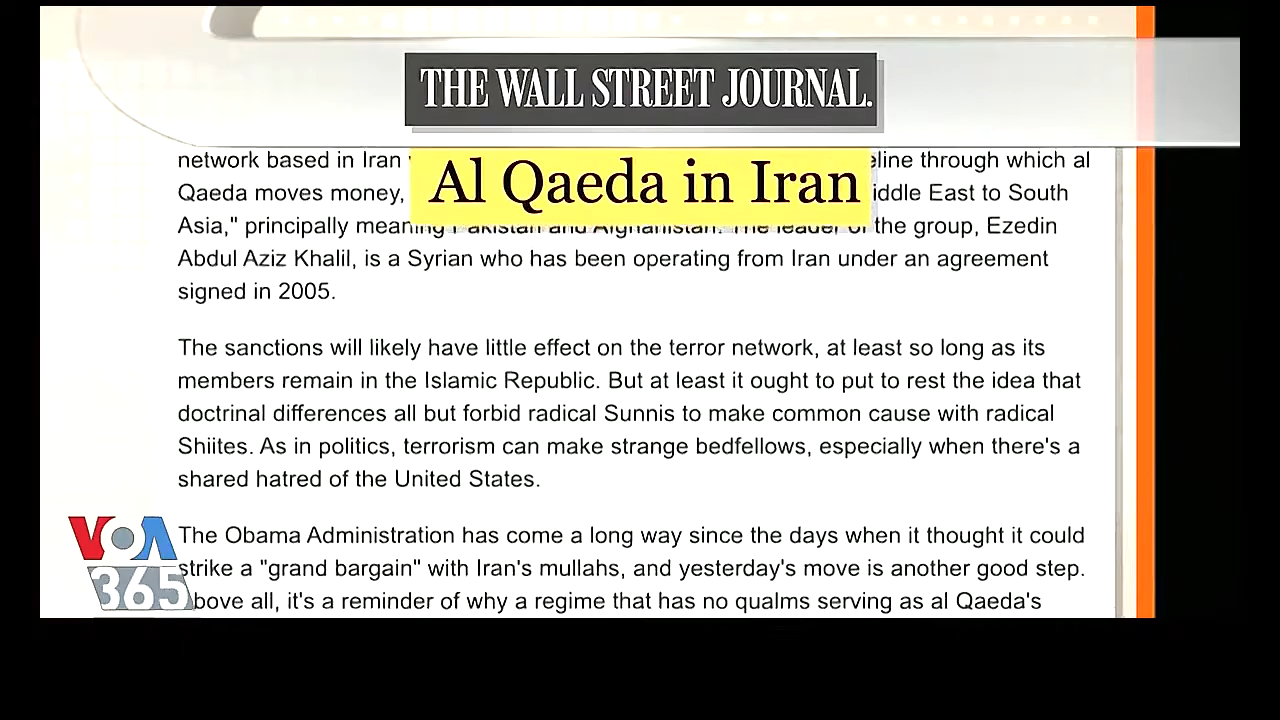 THE WALL STREET JOURNAL.
Al Qaeda in Iran
network based in Iran eline through which al
Qaeda moves money, iddle East to South
Asia," principally meaning Pakistan and Afghanistan. The leader of the group, Ezedin
Abdul Aziz Khalil, is a Syrian who has been operating from Iran under an agreement
signed in 2005.
The sanctions will likely have little effect on the terror network, at least so long as its
members remain in the Islamic Republic. But at least it ought to put to rest the idea that
doctrinal differences all but forbid radical Sunnis to make common cause with radical
Shiites. As in politics, terrorism can make strange bedfellows, especially when there's a
shared hatred of the United States.
The Obama Administration has come a long way since the days when it thought it could
strike a "grand bargain" with Iran's mullahs, and yesterday's move is another good step.
bove all, it's a reminder of why a regime that has no qualms serving as al Qaeda's
VOA
365